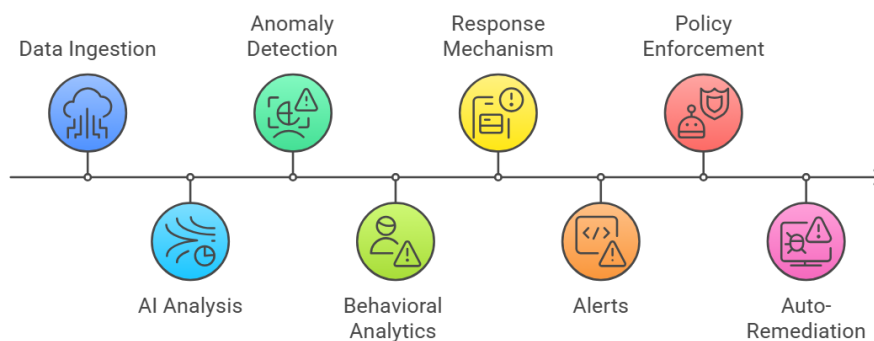 Data Ingestion
Anomaly
Detection
Response
Mechanism
Policy
Enforcement
</>
AI Analysis
Behavioral
Analytics
Alerts
Auto-
Remediation